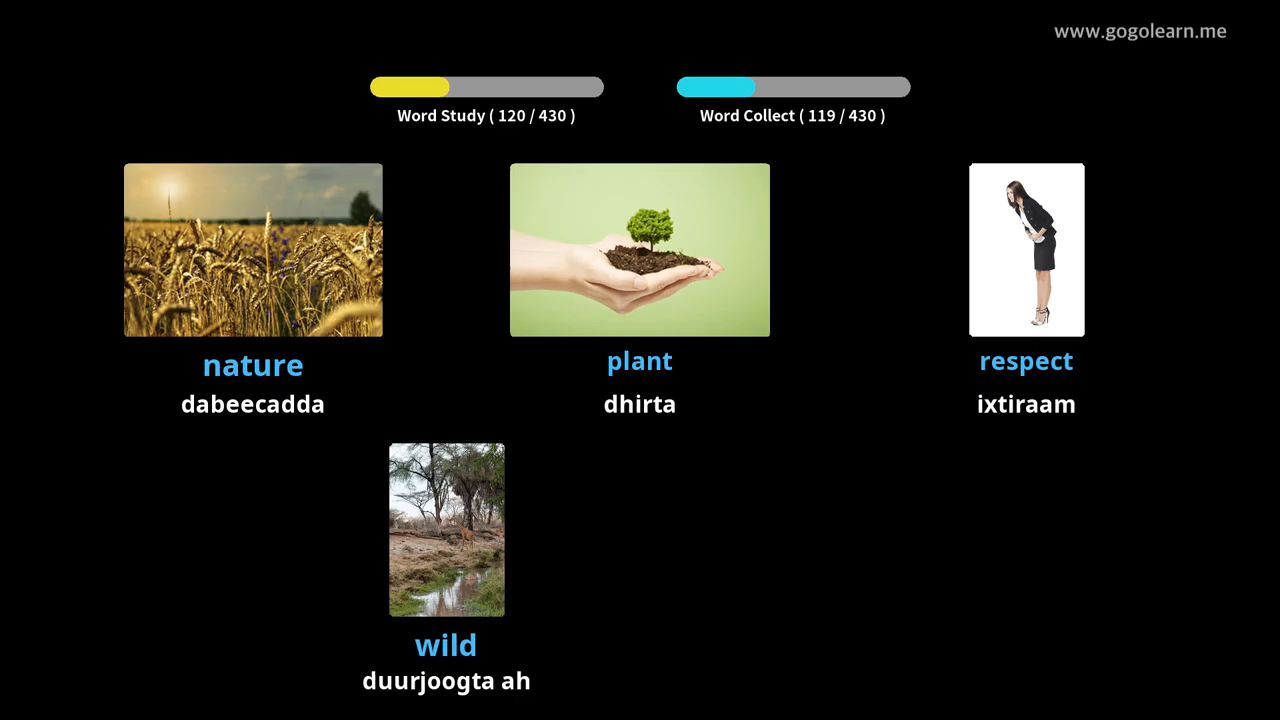 www.gogolearn.me
Word Study ( 120 / 430 )
Word Collect ( 119 / 430 )
nature
plant
respect
dabeecadda
dhirta
ixtiraam
wild
duurjoogta ah